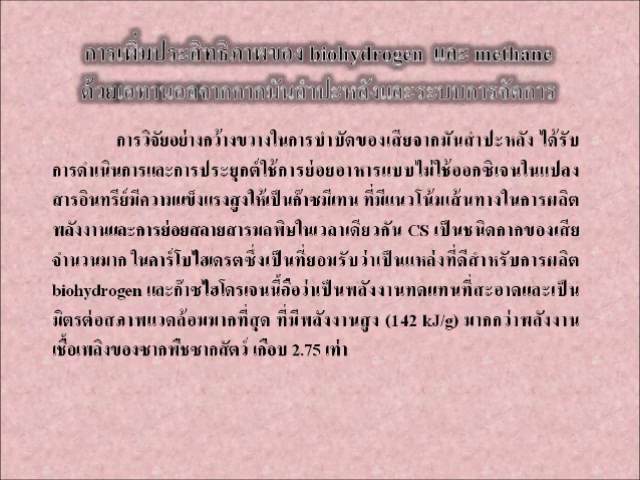 การเพิ่มประสิทธิภาพของ biohydrogen และ methane
ด้วยเอทานอลจากกากมันสำปะหลังและระบบการจัดการ
การวิจัยอย่างกว้างขวางในการบำบัดของเสียจากมันสำปะหลัง ได้รับ
การดำเนินการและการประยุกต์ใช้การย่อยอาหารแบบไม่ใช้ออกซิเจนในแปลง
สารอินทรีย์มีความแข็งแรงสูงให้เป็นก๊าซมีเทน ที่มีแนวโน้มเส้นทางในการผลิต
พลังงานและการย่อยสลายสารมลพิษในเวลาเดียวกัน CS เป็นชนิดกากของเสีย
จำนวนมาก ในคาร์โบไฮเดรตซึ่งเป็นที่ยอมรับว่าเป็นแหล่งที่ดีสำหรับการผลิต
biohydrogen และก๊าซไฮโดรเจนนี้ถือว่าเป็นพลังงานทดแทนที่สะอาดและเป็น
มิตรต่อสภาพแวดล้อมมากที่สุด ที่มีพลังงานสูง (142 kJ/g) มากกว่าพลังงาน
เชื้อเพลิงของซากพืชซากสัตว์ เกือบ 2.75 เท่า